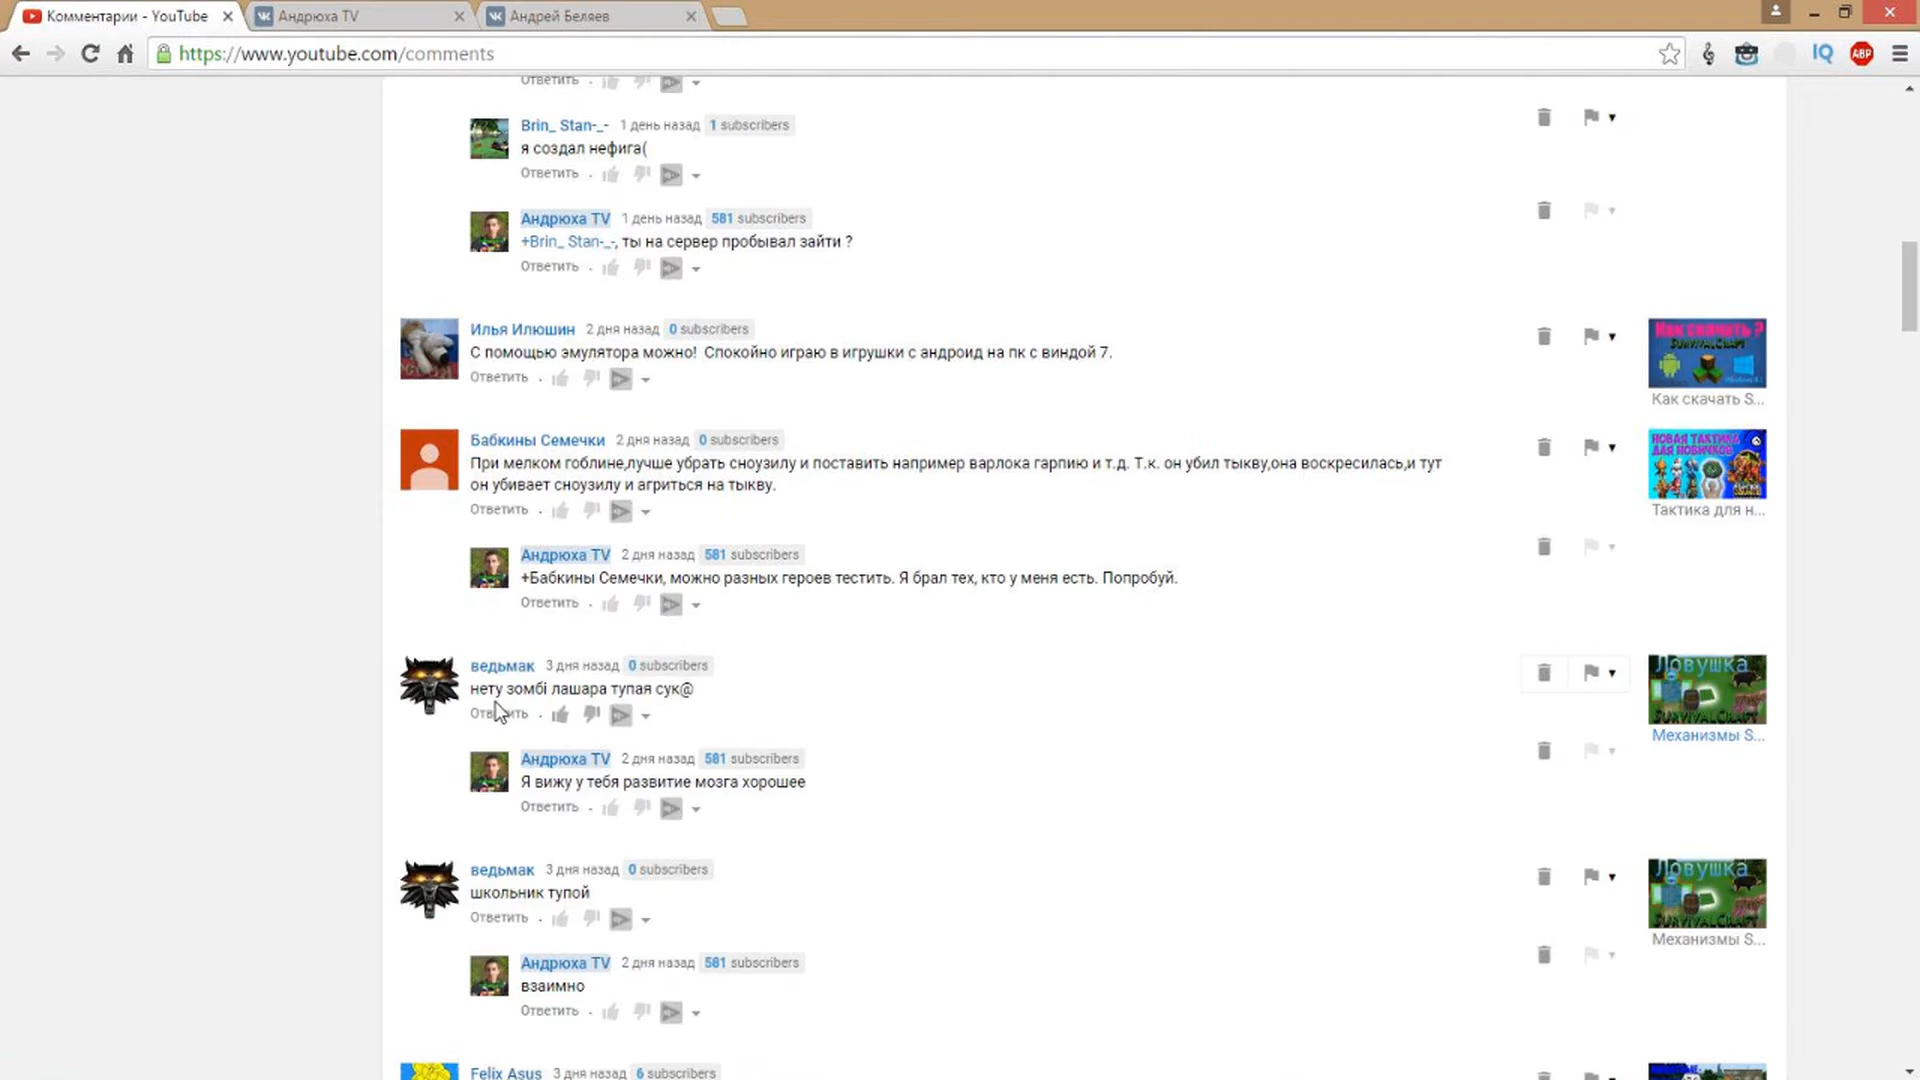 Комментарии - YouTube
Андрюха TV
Андрей Беляев
https://www.youtube.com/comments
IQ
ABP
Ответить
Brin_ Stan-_- 1 день назад 1 subscribers
я создал нефига(
Ответить
Андрюха TV 1 день назад 581 subscribers
+Brin_ Stan-_-, ты на сервер пробывал зайти ?
Ответить
Илья Илюшин 2 дня назад 0 subscribers
С помощью эмулятора можно! Спокойно играю в игрушки с андроид на пк с виндой 7.
Ответить
Как скачать ?
SURVIVALCRAFT
Как скачать S...
Бабкины Семечки 2 дня назад 0 subscribers
При мелком гоблине,лучше убрать сноузилу и поставить например варлока гарпию и т.д. Т.к. он убил тыкву,она воскресилась,и тут
он убивает сноузилу и агриться на тыкву.
Ответить
НОВАЯ ТАКТИКА
ДЛЯ НОВИЧКОВ
Тактика для н...
Андрюха TV 2 дня назад 581 subscribers
+Бабкины Семечки, можно разных героев тестить. Я брал тех, кто у меня есть. Попробуй.
Ответить
ведьмак 3 дня назад 0 subscribers
нету зомбі лашара тупая сук@
Ответить
Ловушка
SURVIVALCRAFT
Механизмы S...
Андрюха TV 2 дня назад 581 subscribers
Я вижу у тебя развитие мозга хорошее
Ответить
ведьмак 3 дня назад 0 subscribers
школьник тупой
Ответить
Ловушка
SURVIVALCRAFT
Механизмы S...
Андрюха TV 2 дня назад 581 subscribers
взаимно
Ответить
Felix Asus 3 дня назад 6 subscribers